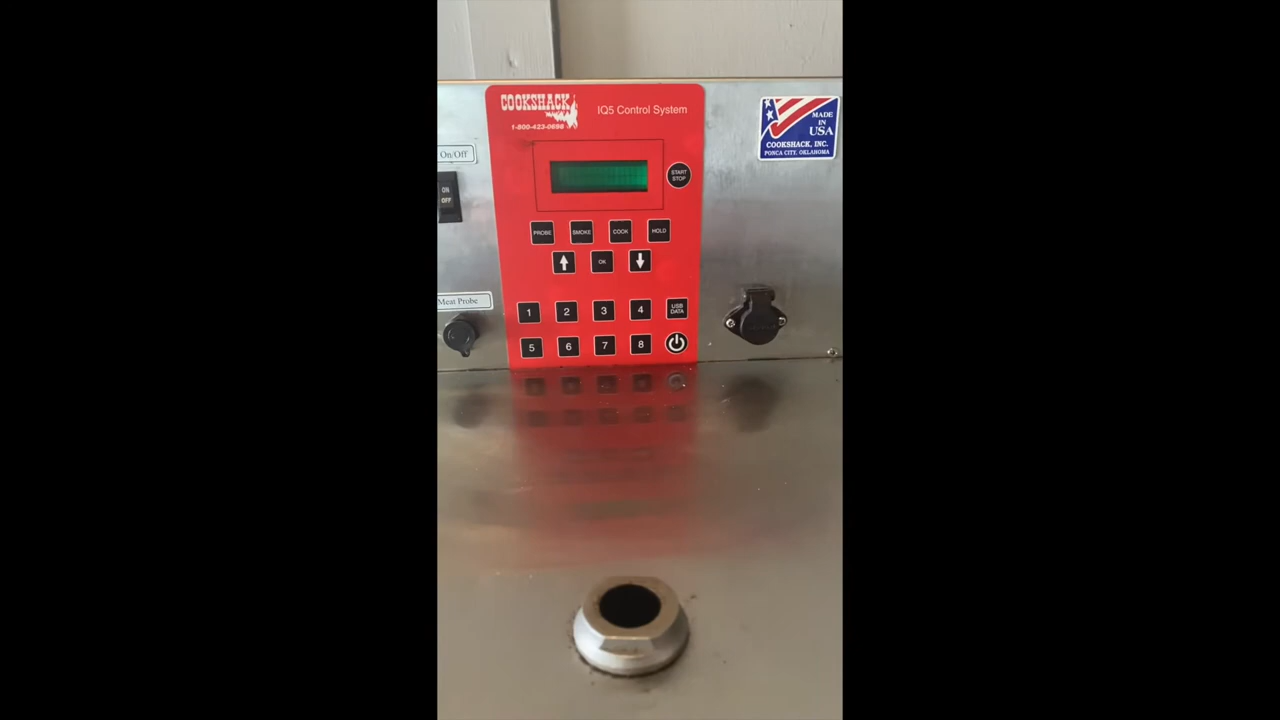 COOKSHACK
1-800-423-0698
IQ5 Control System
MADE
IN
USA
COOKSHACK, INC.
PONCA CITY, OKLAHOMA
On/Off
ON
OFF
START
STOP
PROBE
SMOKE
COOK
HOLD
OK
Meat Probe
1
2
3
4
USB
DATA
5
6
7
8